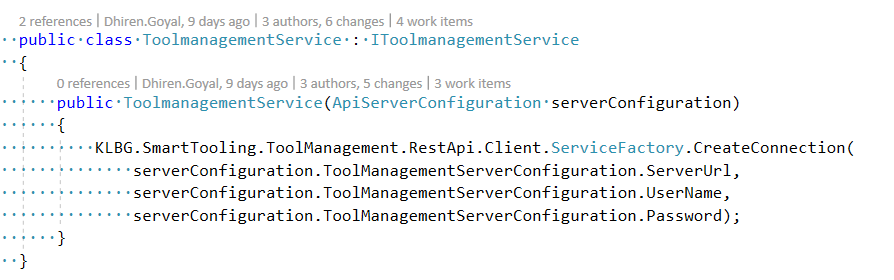 2 references | Dhiren.Goyal, 9 days ago | 3 authors, 6 changes | 4 work items
public class ToolmanagementService : IToolmanagementService
{
0 references | Dhiren.Goyal, 9 days ago | 3 authors, 5 changes | 3 work items
public ToolmanagementService(ApiServerConfiguration serverConfiguration)
{
KLBG.SmartTooling.ToolManagement.RestApi.Client.ServiceFactory.CreateConnection(
serverConfiguration.ToolManagementServerConfiguration.ServerUrl,
serverConfiguration.ToolManagementServerConfiguration.UserName,
serverConfiguration.ToolManagementServerConfiguration.Password);
}
}